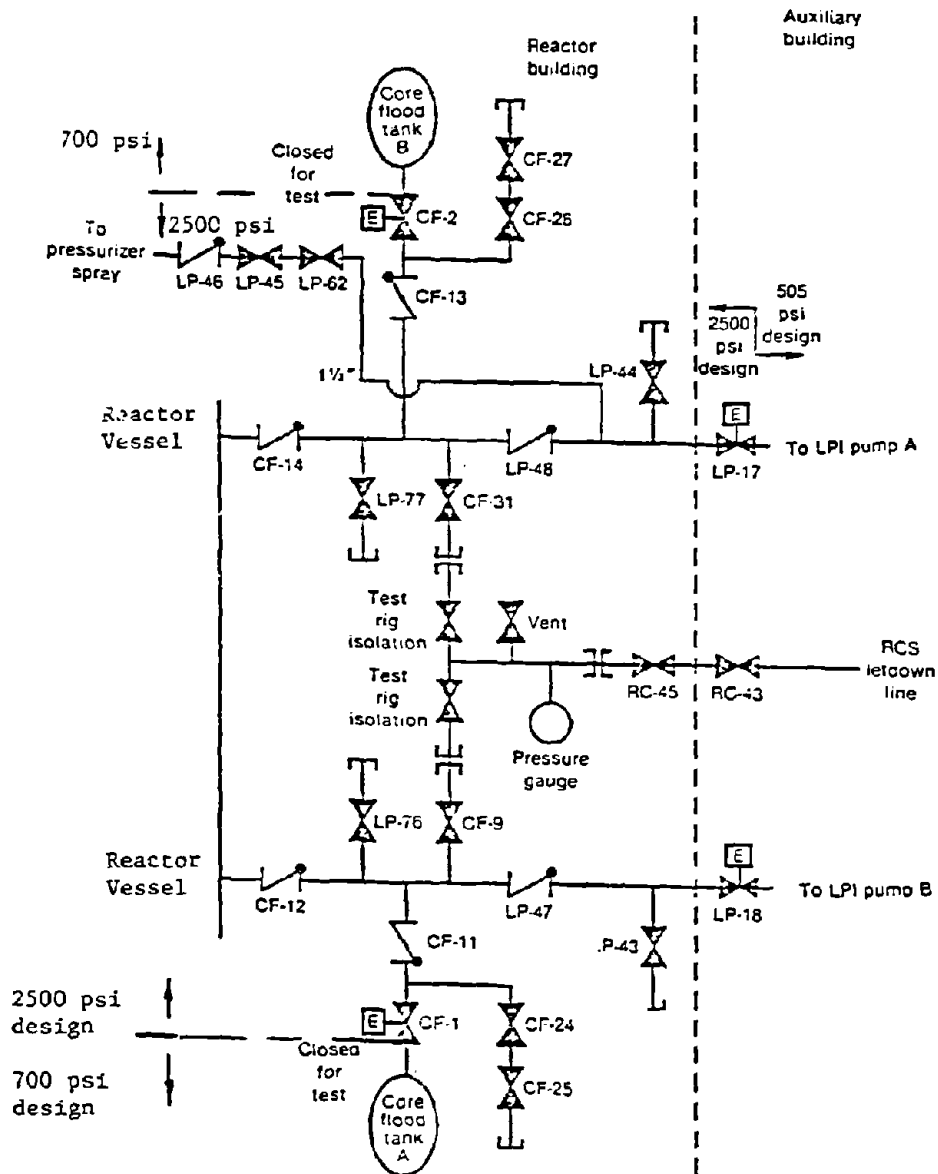 Auxiliary
building
Reactor
building
Core
flood
tank
B
700 psi
Closed
for
test
CF-27
E
CF-2
CF-26
2500 psi
To
pressurizer
spray
LP-46
LP-45
LP-62
CF-13
505
psi
design
2500
psi
design
LP-44
1½"
Reactor
Vessel
E
CF-14
LP-48
LP-17
To LPI pump A
LP-77
CF-31
Test
rig
isolation
Vent
RCS
letdown
line
Test
rig
isolation
RC-45
RC-43
Pressure
gauge
LP-76
CF-9
Reactor
Vessel
E
CF-12
LP-47
LP-18
To LPI pump B
CF-11
LP-43
2500 psi
design
E
CF-1
CF-24
Closed
for
test
700 psi
design
CF-25
Core
flood
tank
A